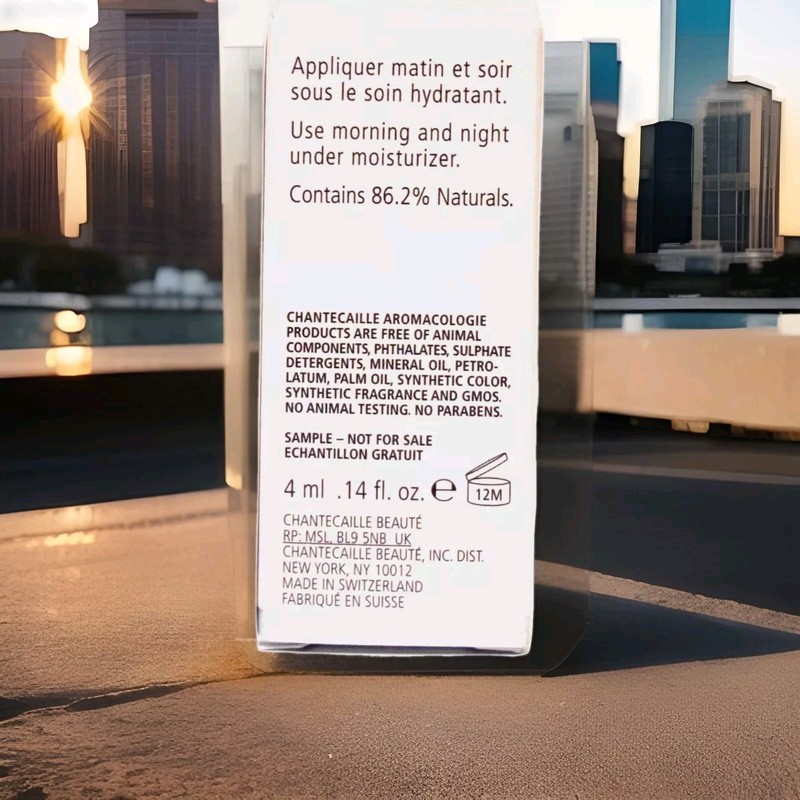 Appliquer matin et soir
sous le soin hydratant.
Use morning and night
under moisturizer.
Contains 86.2% Naturals.
CHANTECAILLE AROMACOLOGIE
PRODUCTS ARE FREE OF ANIMAL
COMPONENTS, PHTHALATES, SULPHATE
DETERGENTS, MINERAL OIL, PETRO-
LATUM, PALM OIL, SYNTHETIC COLOR,
SYNTHETIC FRAGRANCE AND GMOS.
NO ANIMAL TESTING. NO PARABENS.
SAMPLE – NOT FOR SALE
ECHANTILLON GRATUIT
4 ml .14 fl. oz. ℮ 12M
CHANTECAILLE BEAUTÉ
RP: MSL, BL9 5NB UK
CHANTECAILLE BEAUTÉ, INC. DIST.
NEW YORK, NY 10012
MADE IN SWITZERLAND
FABRIQUÉ EN SUISSE